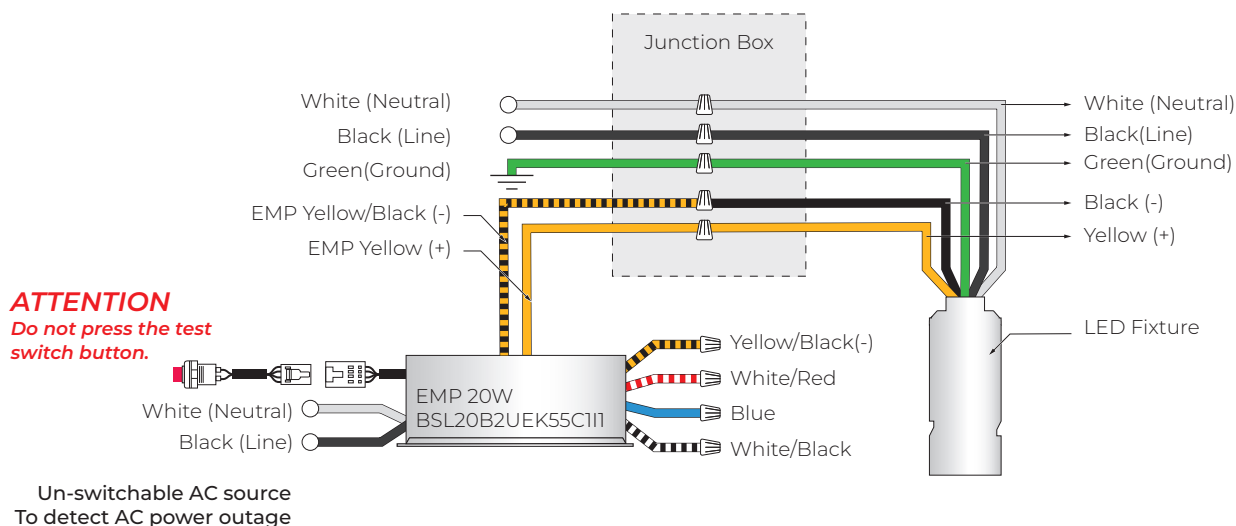 Junction Box
White (Neutral)
White (Neutral)
Black (Line)
Black(Line)
Green(Ground)
Green(Ground)
EMP Yellow/Black (-)
Black (-)
EMP Yellow (+)
Yellow (+)
ATTENTION
Do not press the test
switch button.
LED Fixture
Yellow/Black(-)
White/Red
EMP 20W
BSL20B2UEK55C1I1
White (Neutral)
Blue
Black (Line)
White/Black
Un-switchable AC source
To detect AC power outage